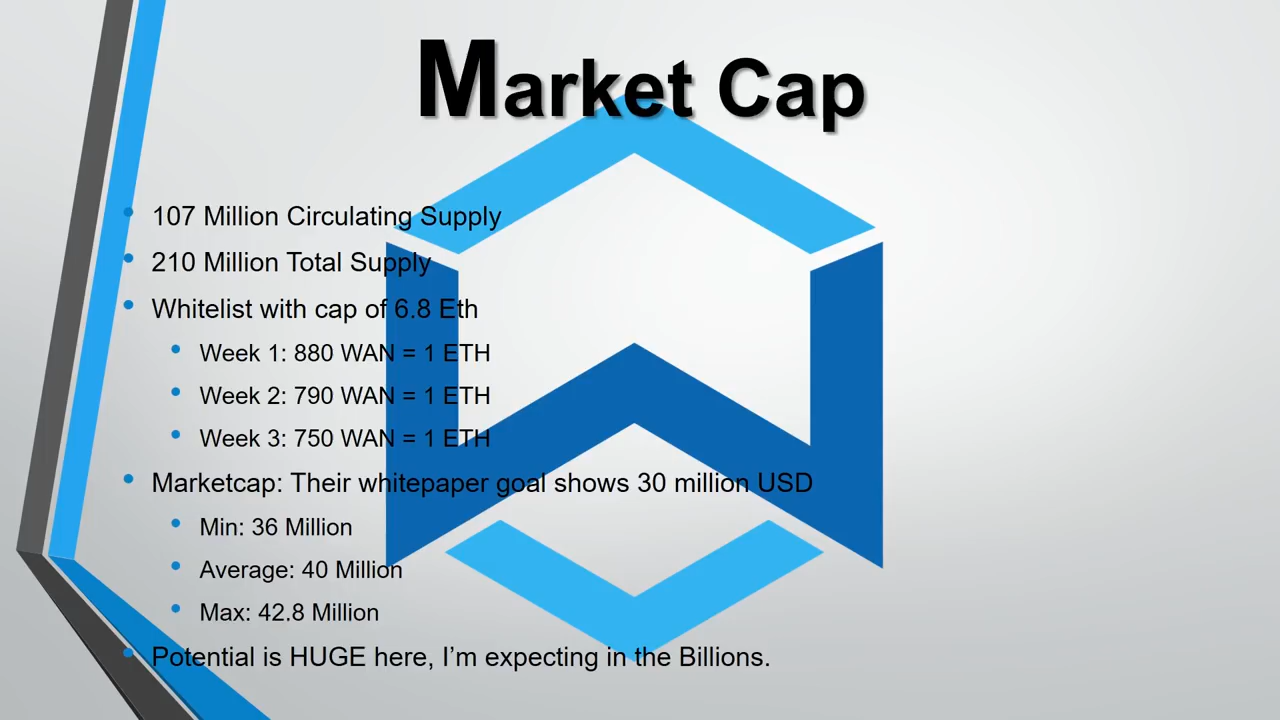 Market Cap
107 Million Circulating Supply
210 Million Total Supply
Whitelist with cap of 6.8 Eth
Week 1: 880 WAN = 1 ETH
Week 2: 790 WAN = 1 ETH
Week 3: 750 WAN = 1 ETH
Marketcap: Their whitepaper goal shows 30 million USD
Min: 36 Million
Average: 40 Million
Max: 42.8 Million
Potential is HUGE here, I’m expecting in the Billions.